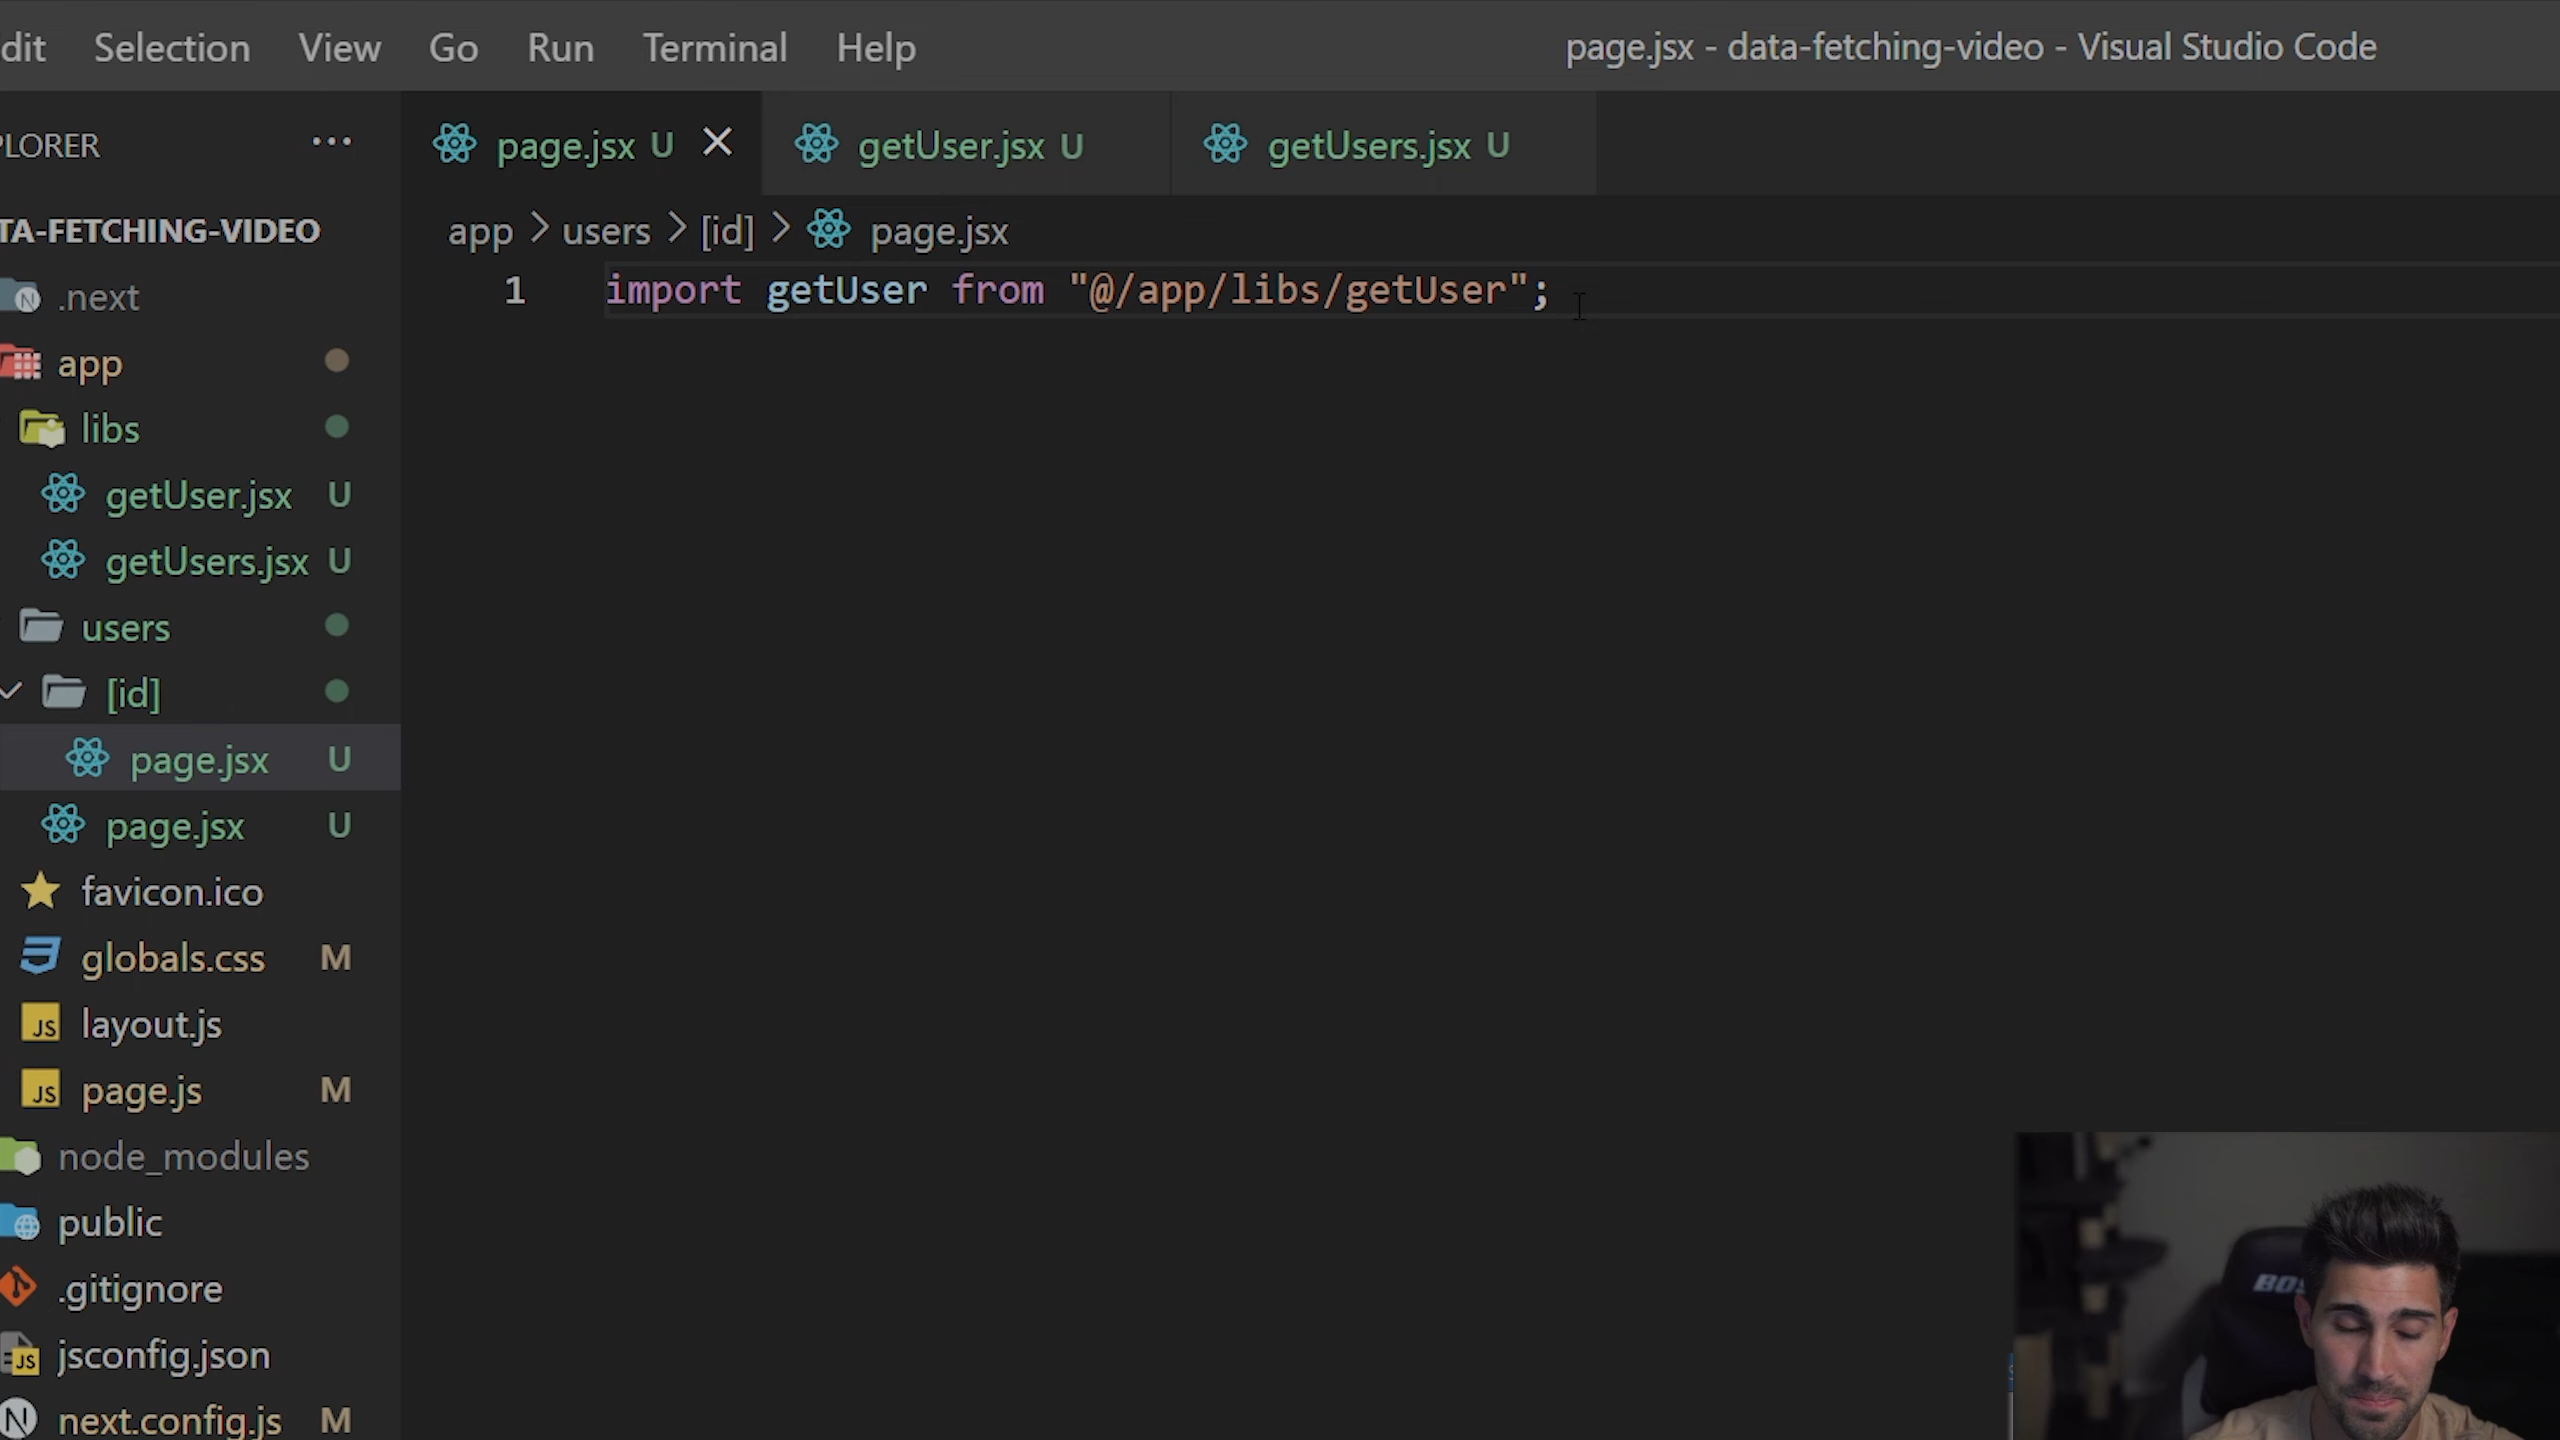 dit Selection View Go Run Terminal Help
page.jsx - data-fetching-video - Visual Studio Code
PLORER ···
page.jsx U
getUser.jsx U
getUsers.jsx U
TA-FETCHING-VIDEO
app > users > [id] > page.jsx
1 import getUser from "@/app/libs/getUser";
.next
app
libs
getUser.jsx U
getUsers.jsx U
users
[id]
page.jsx U
page.jsx U
favicon.ico
globals.css M
JS layout.js
JS page.js M
node_modules
public
.gitignore
JS jsconfig.json
N next.config.js M